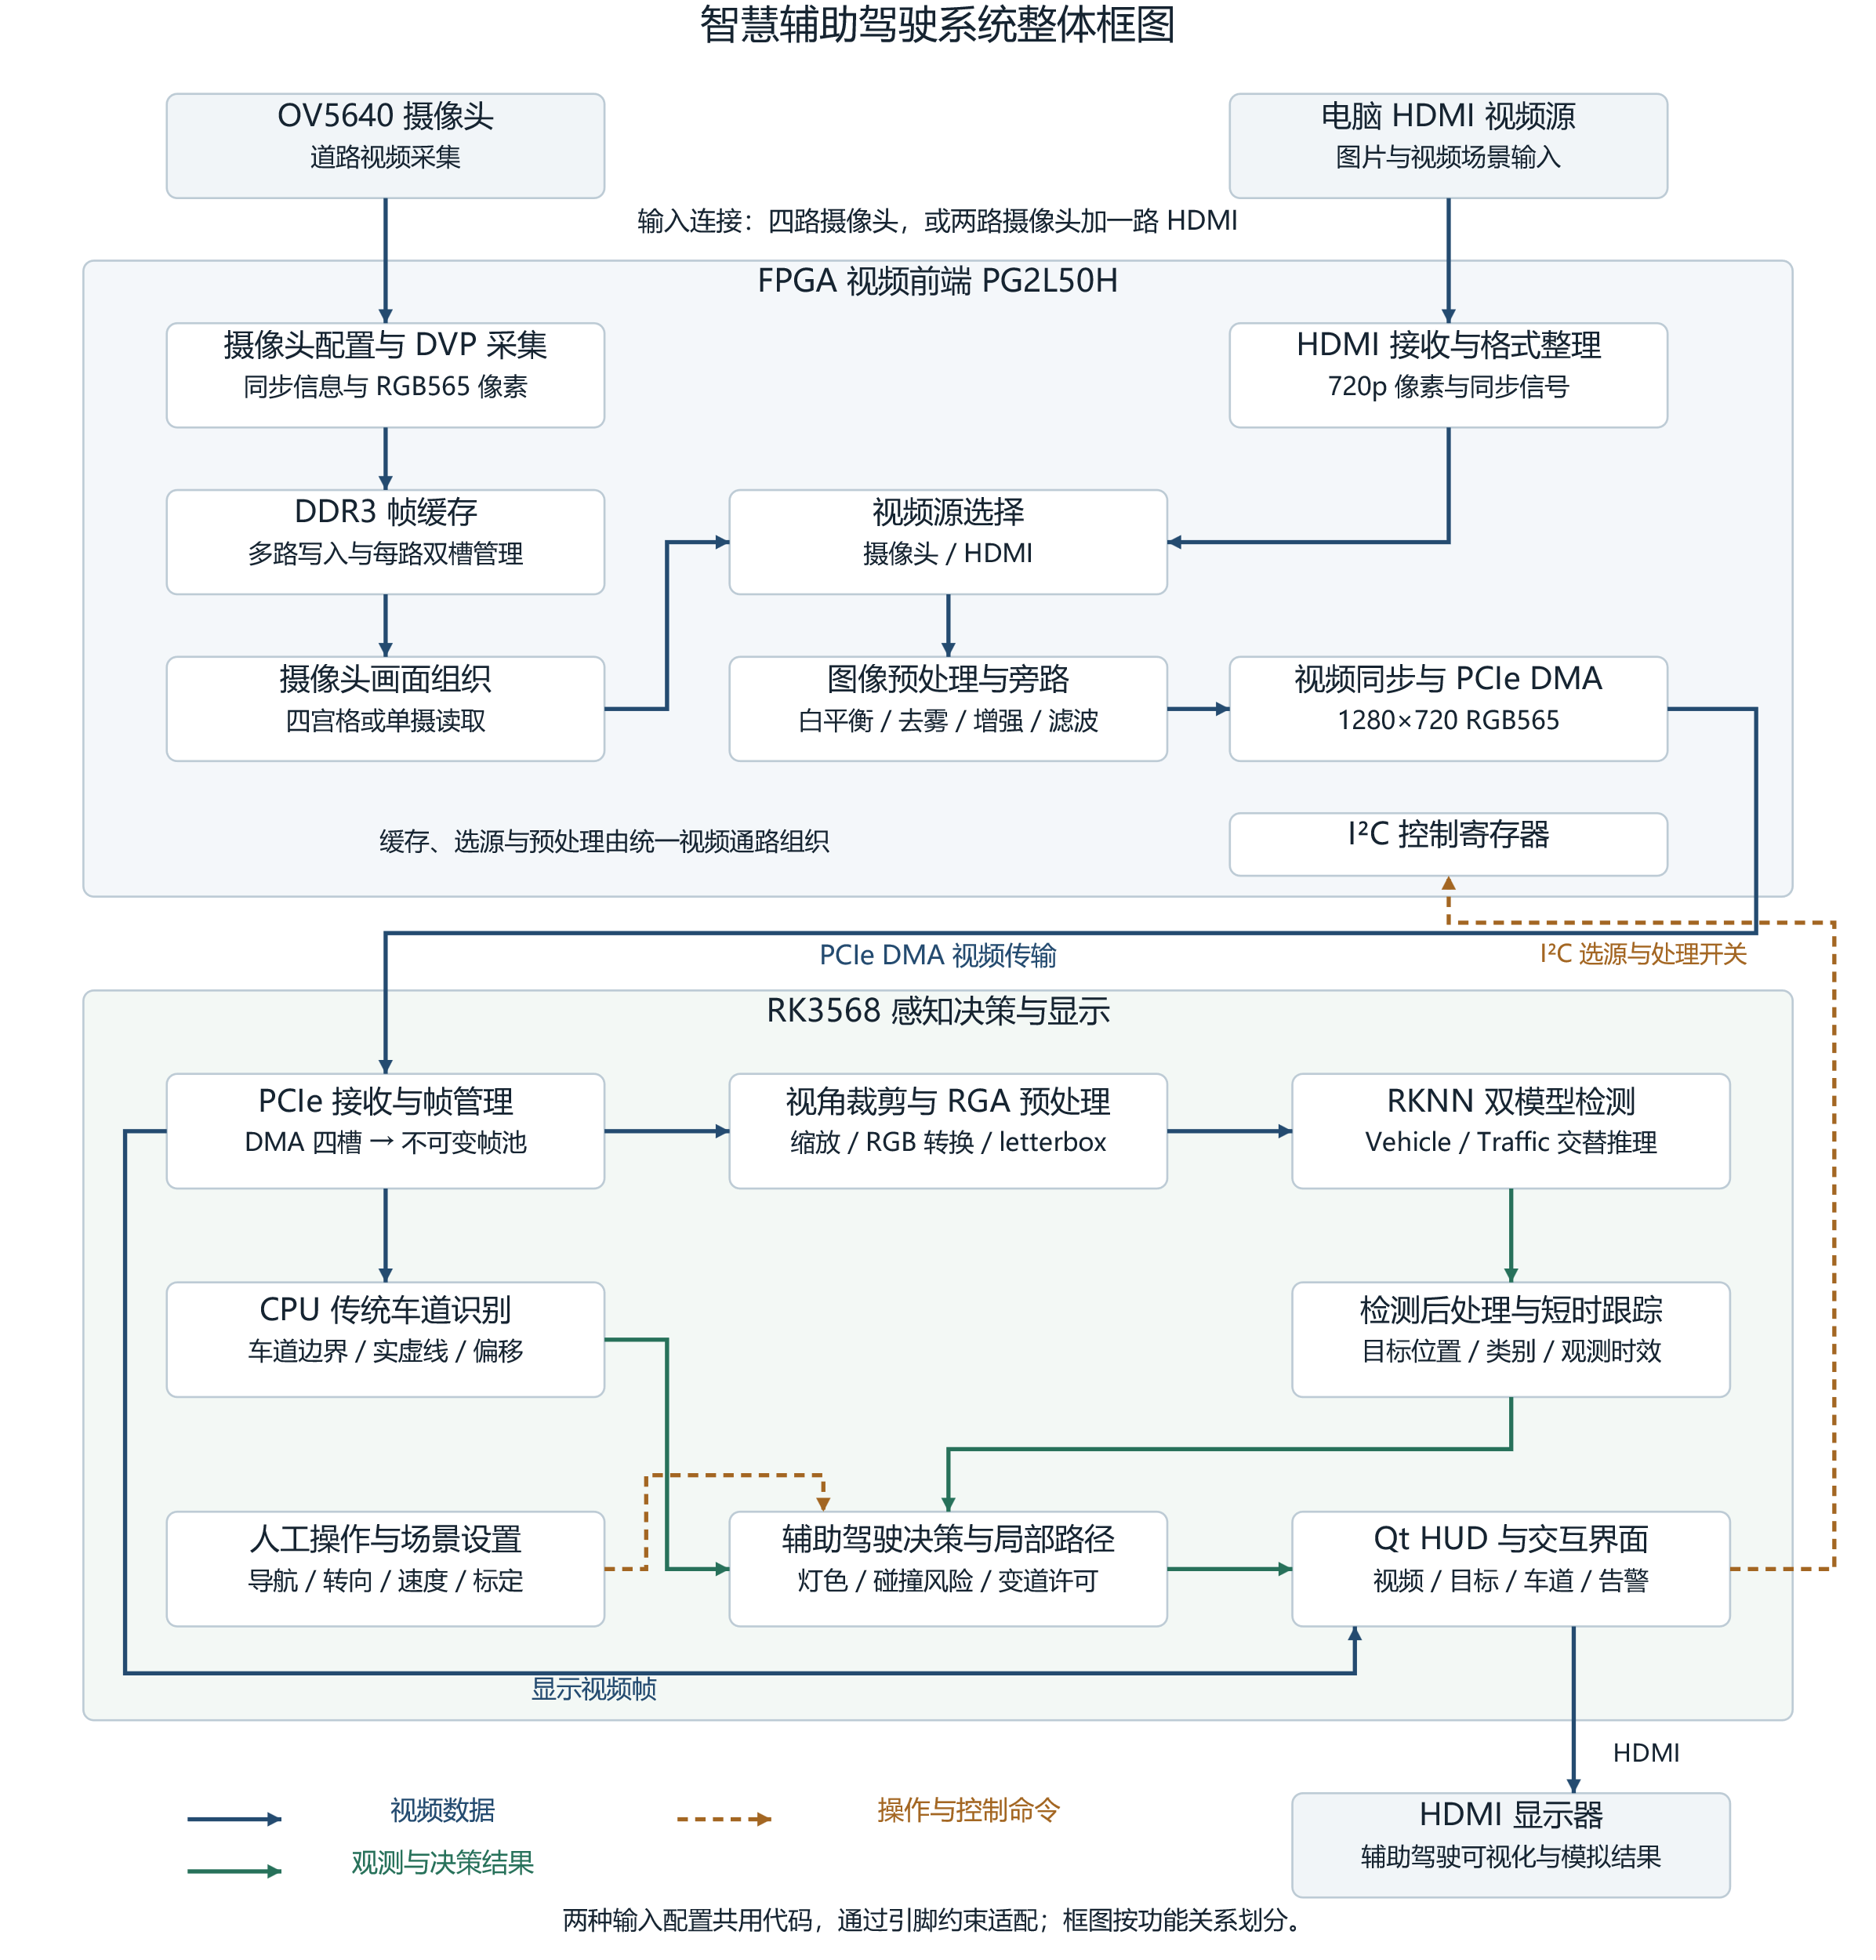 智慧辅助驾驶系统整体框图
OV5640 摄像头
道路视频采集
电脑 HDMI 视频源
图片与视频场景输入
输入连接：四路摄像头，或两路摄像头加一路 HDMI
FPGA 视频前端 PG2L50H
摄像头配置与 DVP 采集
同步信息与 RGB565 像素
HDMI 接收与格式整理
720p 像素与同步信号
DDR3 帧缓存
多路写入与每路双槽管理
视频源选择
摄像头 / HDMI
摄像头画面组织
四宫格或单摄读取
图像预处理与旁路
白平衡 / 去雾 / 增强 / 滤波
视频同步与 PCIe DMA
1280×720 RGB565
缓存、选源与预处理由统一视频通路组织
I²C 控制寄存器
PCIe DMA 视频传输
I²C 选源与处理开关
RK3568 感知决策与显示
PCIe 接收与帧管理
DMA 四槽 → 不可变帧池
视角裁剪与 RGA 预处理
缩放 / RGB 转换 / letterbox
RKNN 双模型检测
Vehicle / Traffic 交替推理
CPU 传统车道识别
车道边界 / 实虚线 / 偏移
检测后处理与短时跟踪
目标位置 / 类别 / 观测时效
人工操作与场景设置
导航 / 转向 / 速度 / 标定
辅助驾驶决策与局部路径
灯色 / 碰撞风险 / 变道许可
Qt HUD 与交互界面
视频 / 目标 / 车道 / 告警
显示视频帧
HDMI
视频数据
操作与控制命令
观测与决策结果
HDMI 显示器
辅助驾驶可视化与模拟结果
两种输入配置共用代码，通过引脚约束适配；框图按功能关系划分。